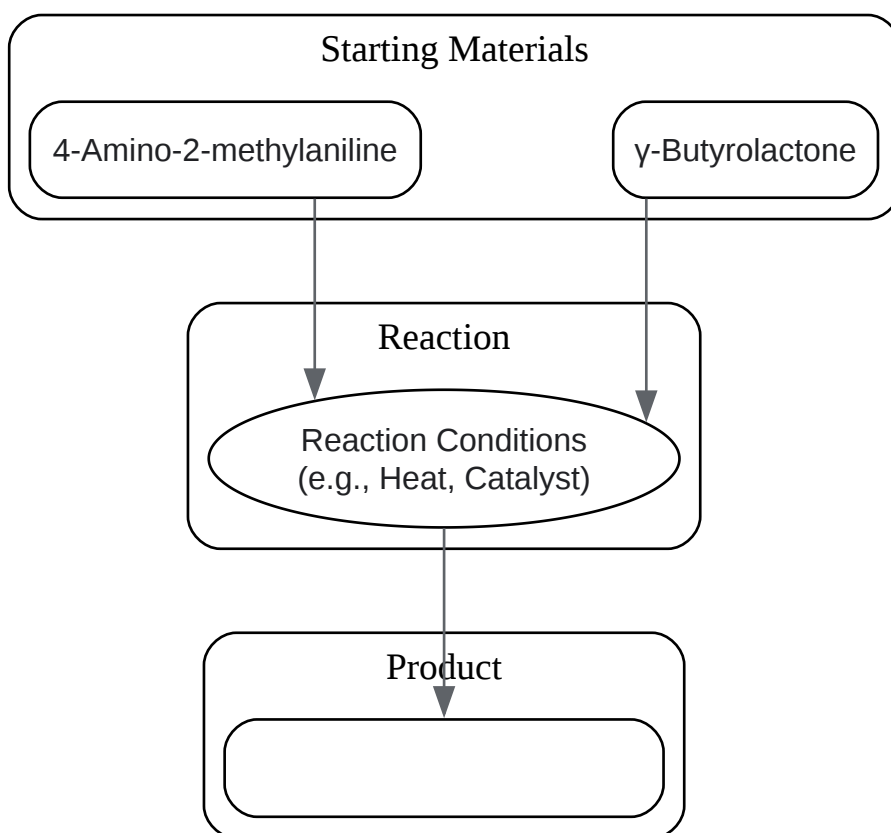 Starting Materials
4-Amino-2-methylaniline
γ-Butyrolactone
Reaction
Reaction Conditions
(e.g., Heat, Catalyst)
Product